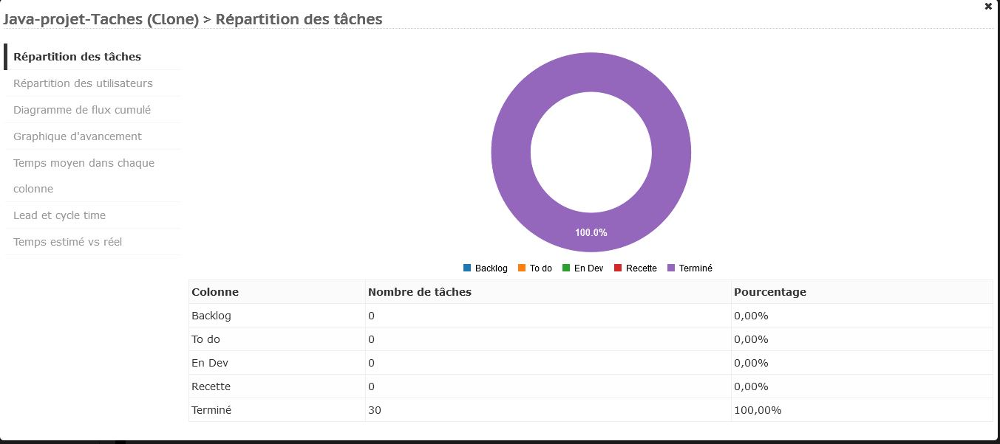 Java-projet-Taches (Clone) > Répartition des tâches
Répartition des tâches
Répartition des utilisateurs
Diagramme de flux cumulé
Graphique d'avancement
Temps moyen dans chaque
colonne
Lead et cycle time
Temps estimé vs réel
100.0%
Backlog To do En Dev Recette Terminé
Colonne Nombre de tâches Pourcentage
Backlog 0 0,00%
To do 0 0,00%
En Dev 0 0,00%
Recette 0 0,00%
Terminé 30 100,00%